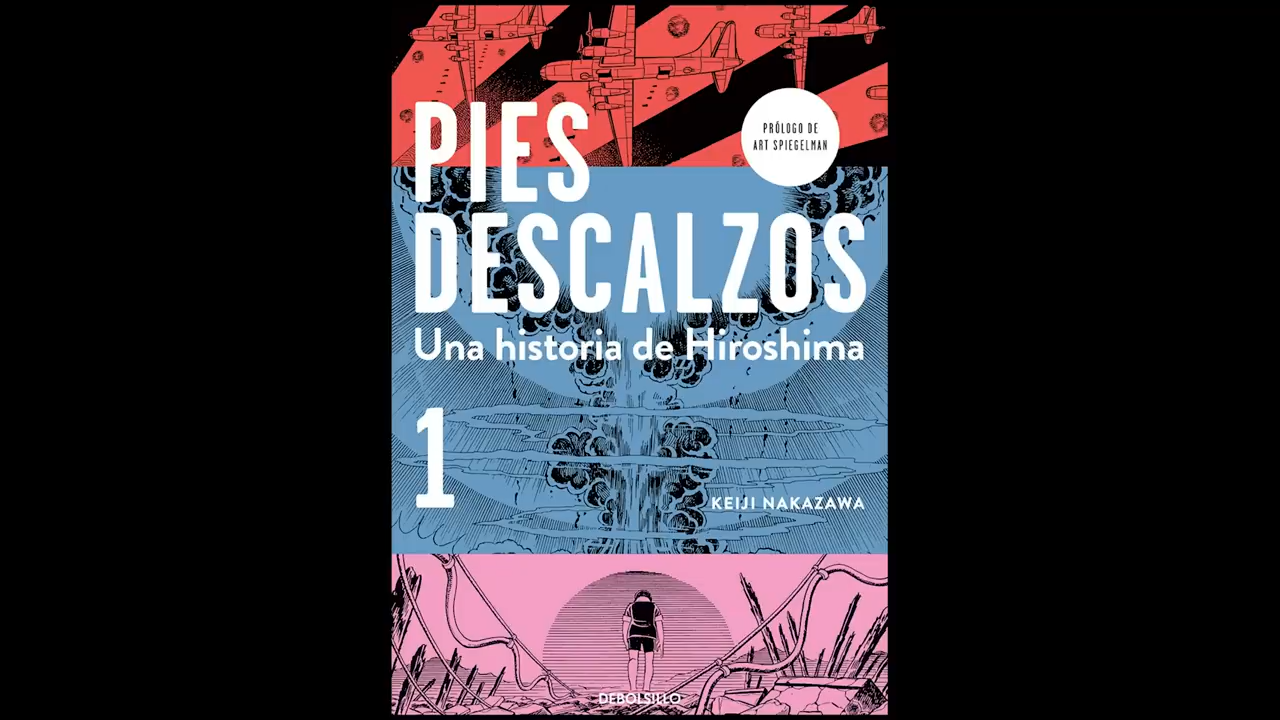 PRÓLOGO DE
ART SPIEGELMAN
PIES
DESCALZOS
Una historia de Hiroshima
1
KEIJI NAKAZAWA
DEBOLSILLO